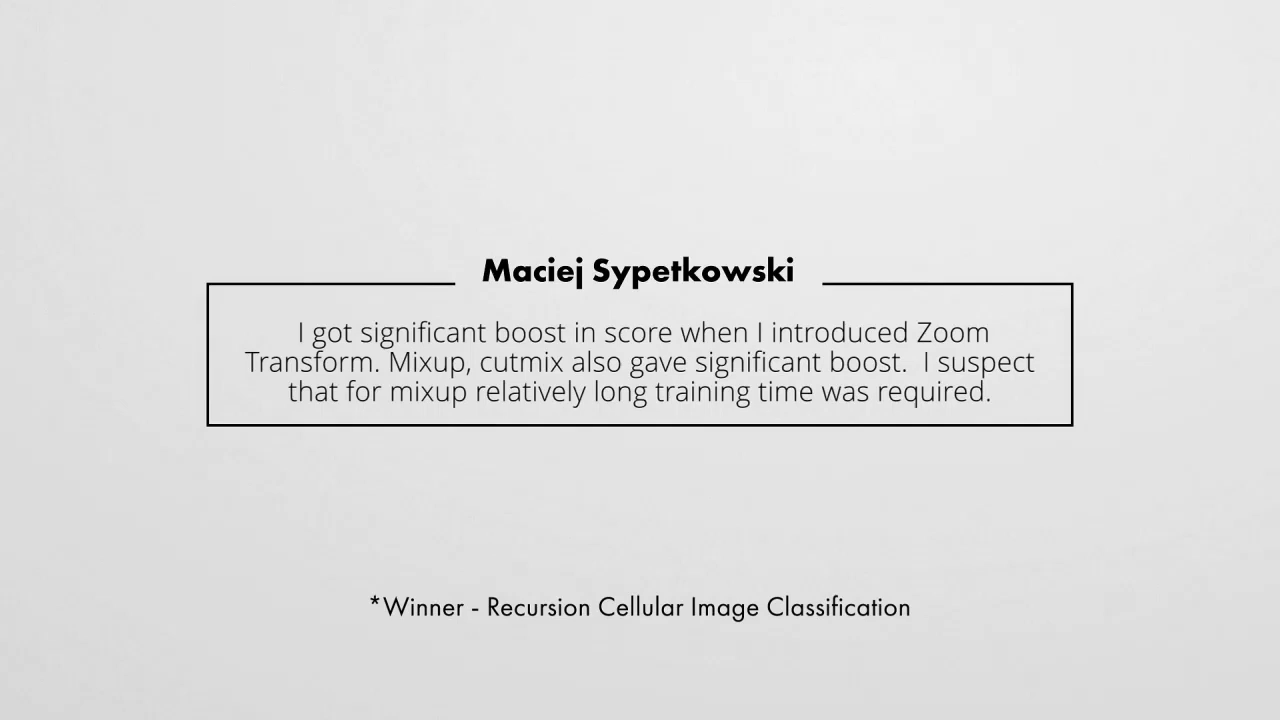 Maciej Sypetkowski
I got significant boost in score when I introduced Zoom
Transform. Mixup, cutmix also gave significant boost.  I suspect
that for mixup relatively long training time was required.
*Winner - Recursion Cellular Image Classification